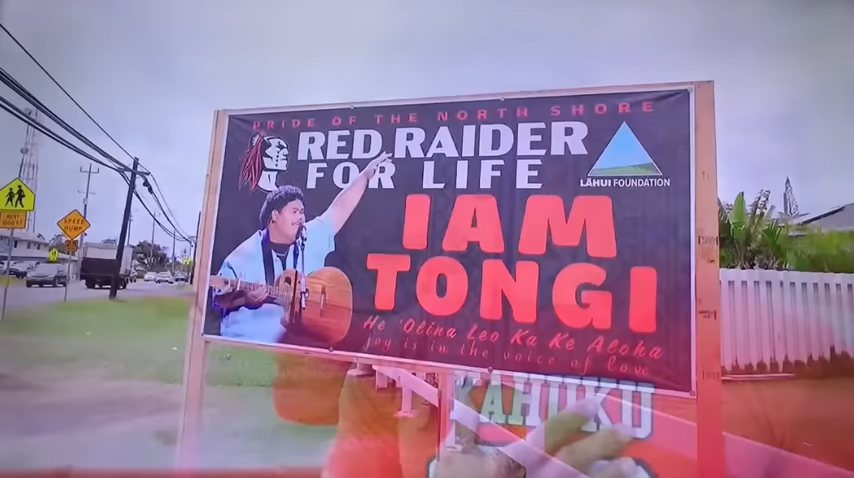 PRIDE OF THE NORTH SHORE
RED RAIDER
FOR LIFE
LĀHUI FOUNDATION
IAM
TONGI
He 'Olina Leo Ka Ke Aloha
joy is in the voice of love
KAHUKU
SPEED
HUMP